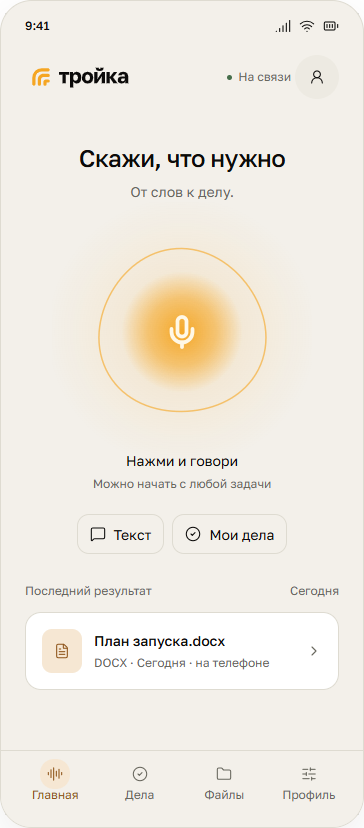 9:41
тройка
На связи
Скажи, что нужно
От слов к делу.
Нажми и говори
Можно начать с любой задачи
Текст
Мои дела
Последний результат
Сегодня
План запуска.docx
DOCX · Сегодня · на телефоне
Главная
Дела
Файлы
Профиль